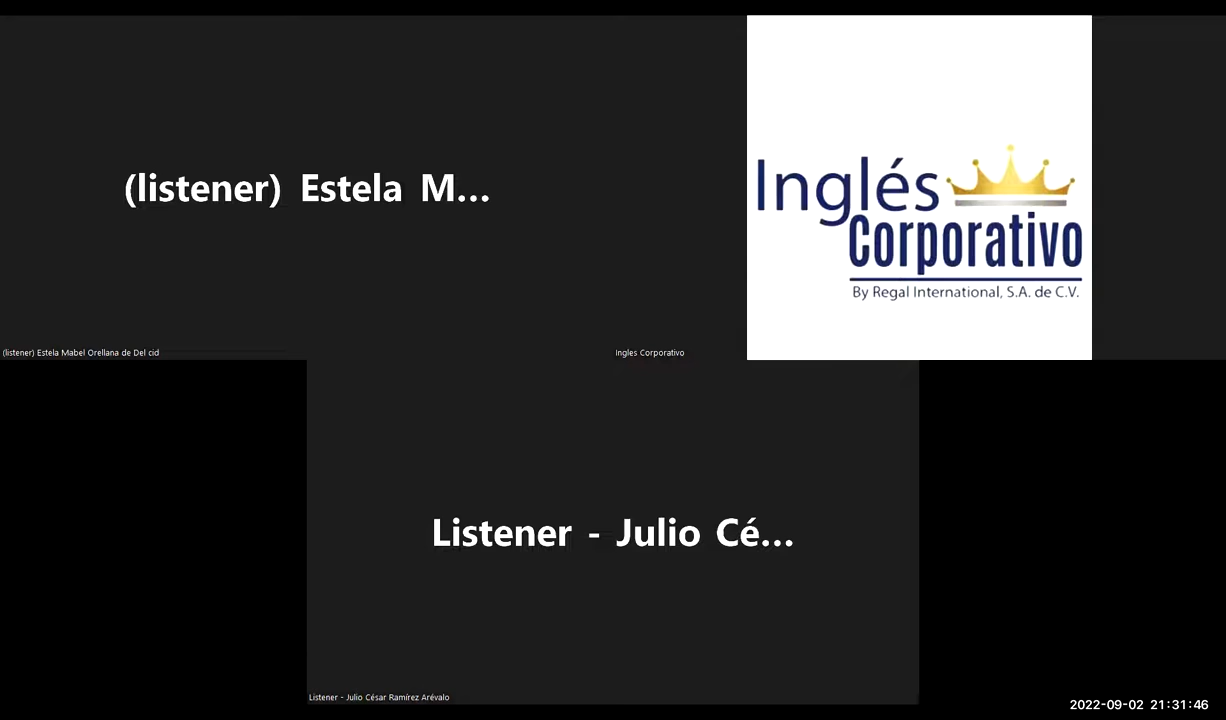 (listener) Estela M...
Inglés
Corporativo
By Regal International, S.A. de C.V.
(listener) Estela Mabel Orellana de Del cid
Ingles Corporativo
Listener - Julio Cé...
Listener - Julio César Ramírez Arévalo
2022-09-02 21:31:46